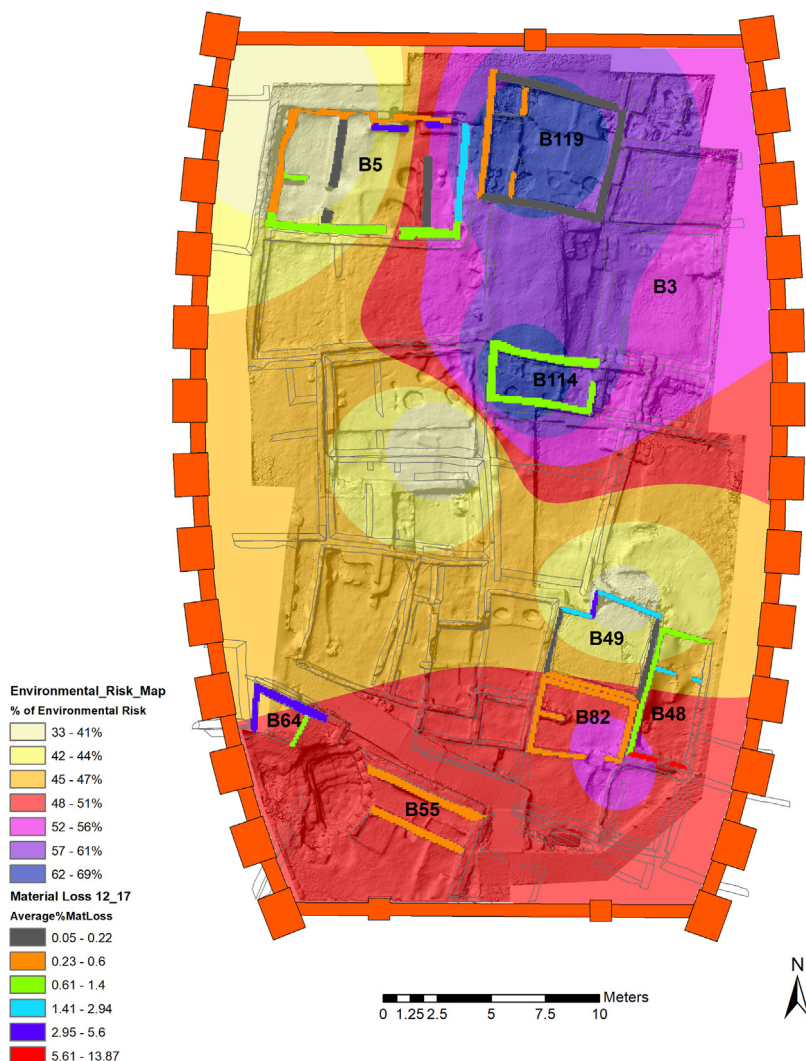 B119
B5
B3
B114
B49
B48
B82
B64
B55
Environmental_Risk_Map
% of Environmental Risk
33 - 41%
42 - 44%
45 - 47%
48 - 51%
52 - 56%
57 - 61%
62 - 69%
Material Loss 12_17
Average%MatLoss
0.05 - 0.22
0.23 - 0.6
0.61 - 1.4
1.41 - 2.94
2.95 - 5.6
5.61 - 13.87
Meters
0 1.25 2.5 5 7.5 10
N